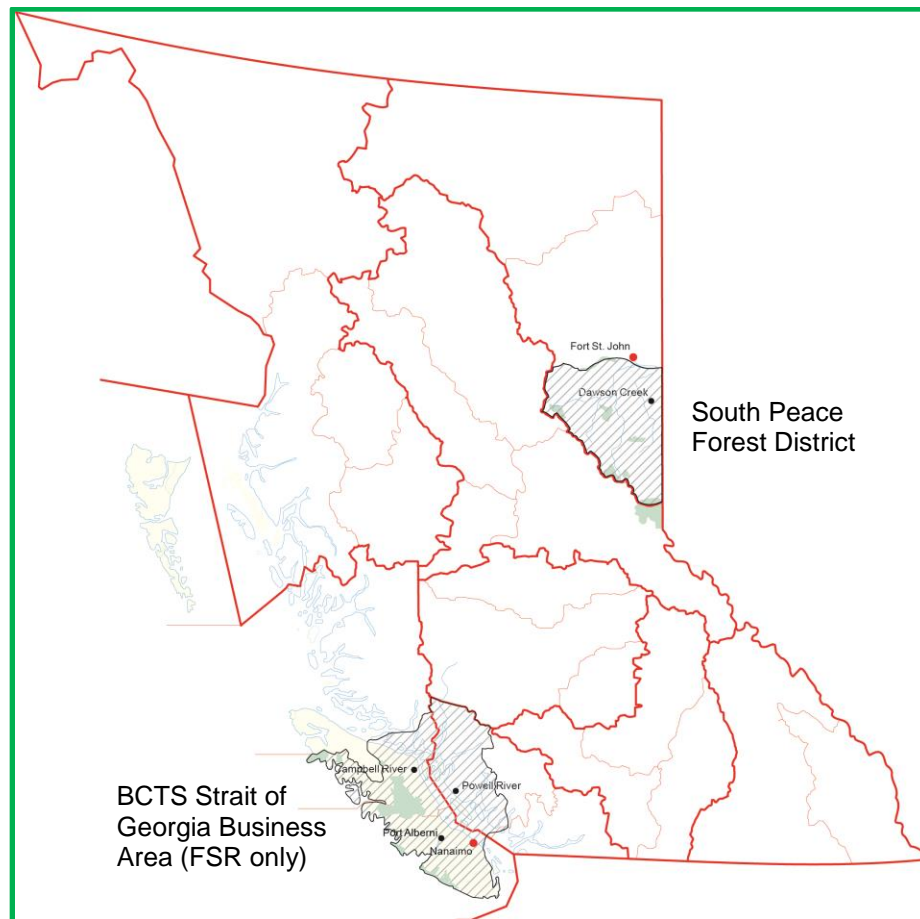 Fort St. John
Dawson Creek
South Peace
Forest District
Campbell River
Powell River
BCTS Strait of
Georgia Business
Area (FSR only)
Port Alberni
Nanaimo